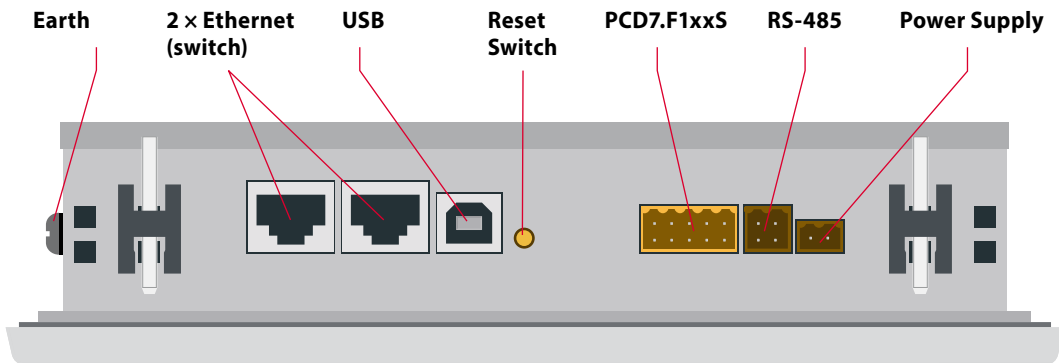 Earth
2 × Ethernet
(switch)
USB
Reset
Switch
PCD7.F1xxS
RS-485
Power Supply